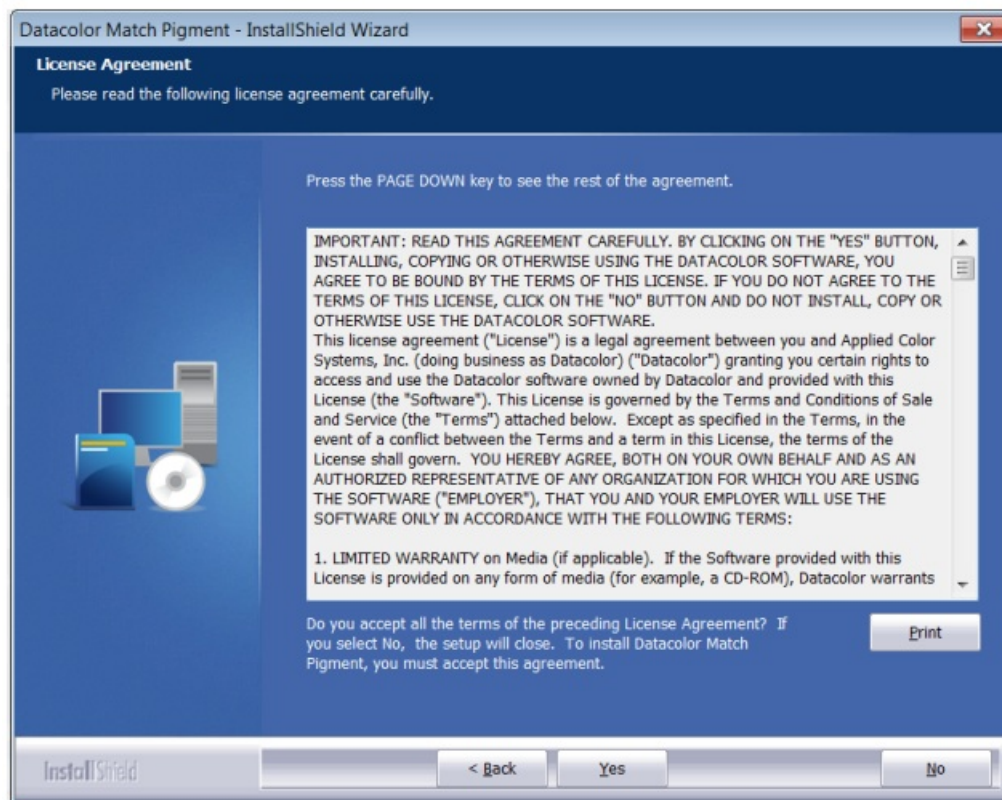 Datacolor Match Pigment - InstallShield Wizard
License Agreement
Please read the following license agreement carefully.
Press the PAGE DOWN key to see the rest of the agreement.
IMPORTANT: READ THIS AGREEMENT CAREFULLY. BY CLICKING ON THE "YES" BUTTON,
INSTALLING, COPYING OR OTHERWISE USING THE DATACOLOR SOFTWARE, YOU
AGREE TO BE BOUND BY THE TERMS OF THIS LICENSE. IF YOU DO NOT AGREE TO THE
TERMS OF THIS LICENSE, CLICK ON THE "NO" BUTTON AND DO NOT INSTALL, COPY OR
OTHERWISE USE THE DATACOLOR SOFTWARE.
This license agreement ("License") is a legal agreement between you and Applied Color
Systems, Inc. (doing business as Datacolor) ("Datacolor") granting you certain rights to
access and use the Datacolor software owned by Datacolor and provided with this
License (the "Software"). This License is governed by the Terms and Conditions of Sale
and Service (the "Terms") attached below.  Except as specified in the Terms, in the
event of a conflict between the Terms and a term in this License, the terms of the
License shall govern.  YOU HEREBY AGREE, BOTH ON YOUR OWN BEHALF AND AS AN
AUTHORIZED REPRESENTATIVE OF ANY ORGANIZATION FOR WHICH YOU ARE USING
THE SOFTWARE ("EMPLOYER"), THAT YOU AND YOUR EMPLOYER WILL USE THE
SOFTWARE ONLY IN ACCORDANCE WITH THE FOLLOWING TERMS:
1. LIMITED WARRANTY on Media (if applicable).  If the Software provided with this
License is provided on any form of media (for example, a CD-ROM), Datacolor warrants
Do you accept all the terms of the preceding License Agreement?  If
you select No,  the setup will close.  To install Datacolor Match
Pigment, you must accept this agreement.
Print
InstallShield
< Back
Yes
No